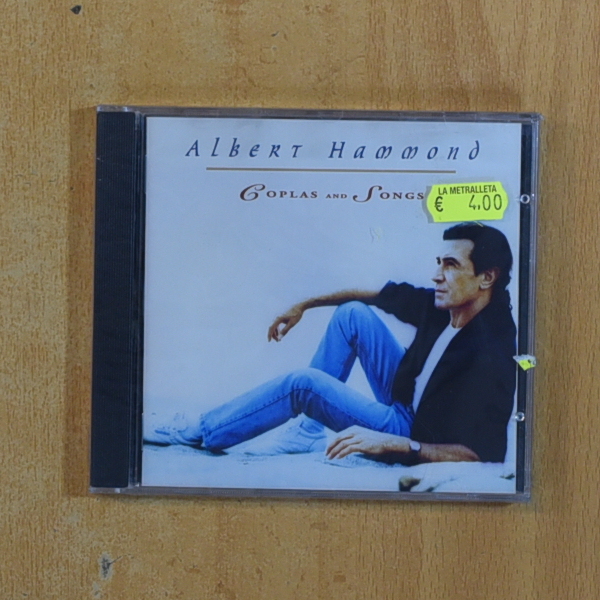 Albert Hammond
Coplas and Songs
LA METRALLETA
€ 4,00